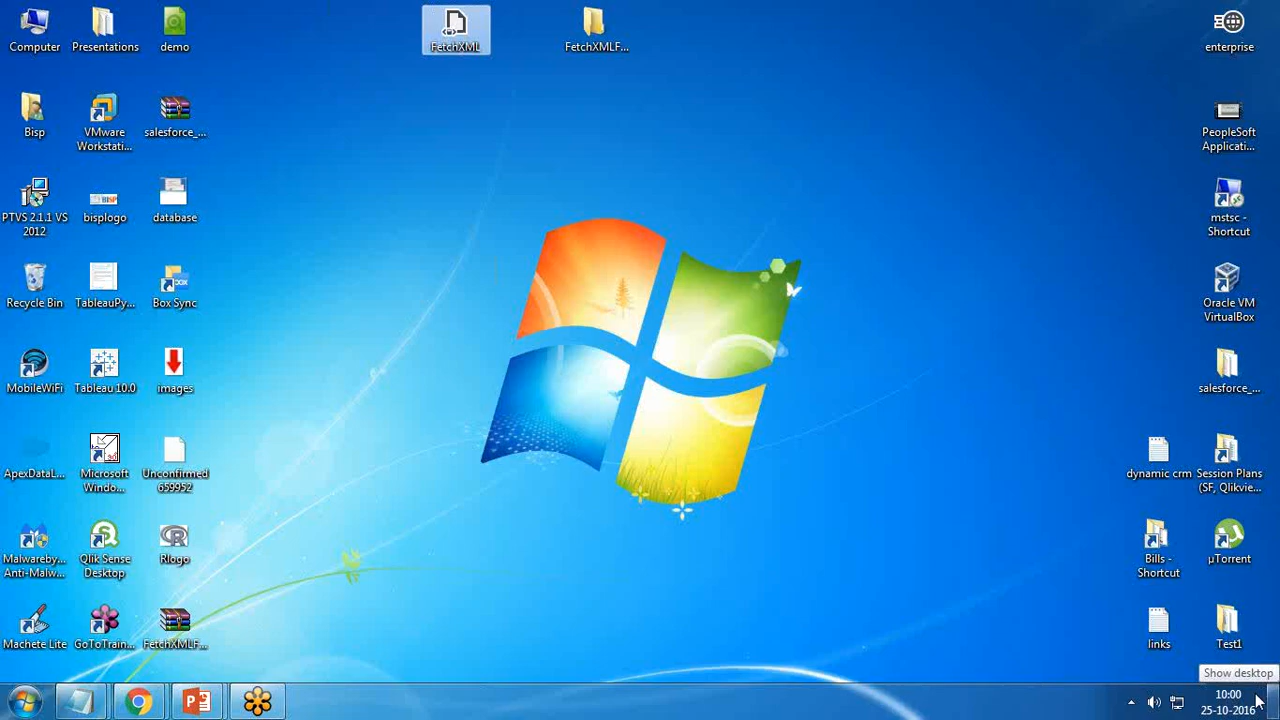 Computer
Presentations
demo
FetchXML
FetchXMLF...
enterprise
Bisp
VMware
Workstati...
salesforce_...
PeopleSoft
Applicati...
PTVS 2.1.1 VS
2012
bisplogo
BISP
database
mstsc -
Shortcut
Recycle Bin
TableauPy...
Box Sync
box
Oracle VM
VirtualBox
MobileWiFi
Tableau 10.0
images
salesforce_...
ApexDataL...
Microsoft
Windo...
Unconfirmed
659952
dynamic crm
Session Plans
(SF, Qlikvie...
Malwareby...
Anti-Malw...
Qlik Sense
Desktop
Rlogo
Bills -
Shortcut
µTorrent
Machete Lite
GoToTrain...
FetchXMLF...
links
Test1
Show desktop
10:00
25-10-2016